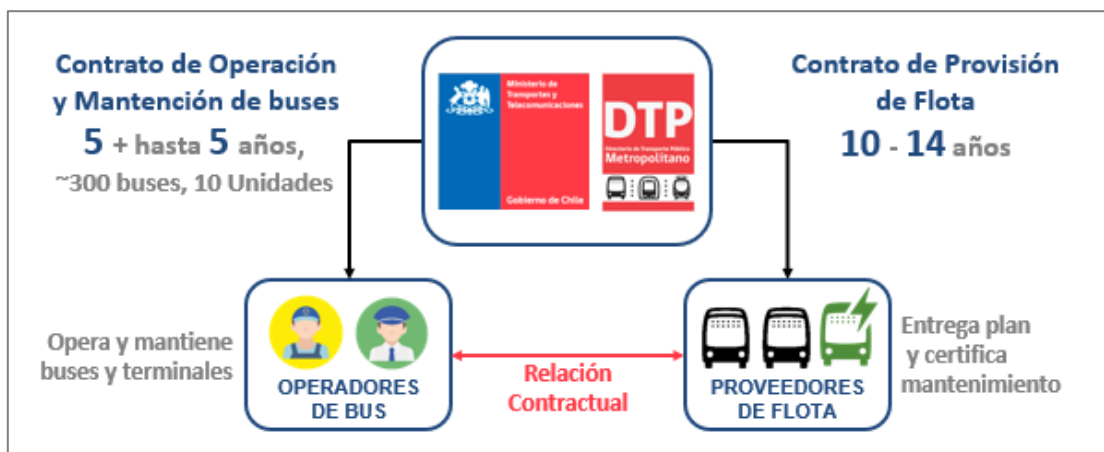 Contrato de Operación
y Mantención de buses
5 + hasta 5 años,
~300 buses, 10 Unidades
Ministerio de
Transportes y
Telecomunicaciones
Gobierno de Chile
DTP
Directorio de Transporte Público
Metropolitano
Contrato de Provisión
de Flota
10 - 14 años
Opera y mantiene
buses y terminales
OPERADORES
DE BUS
Relación
Contractual
PROVEEDORES
DE FLOTA
Entrega plan
y certifica
mantenimiento